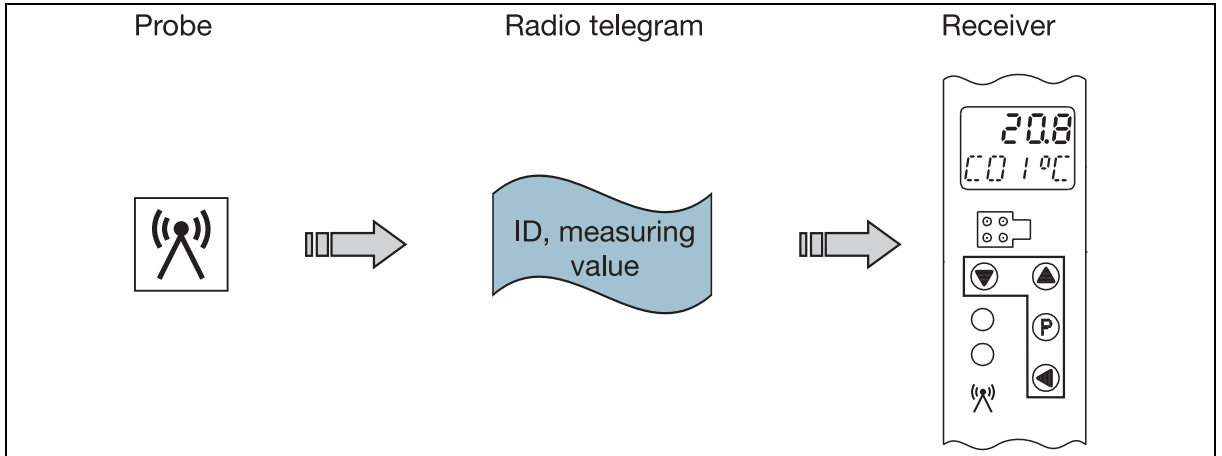 Probe
Radio telegram
Receiver
ID, measuring
value
20.8
C01°C
P